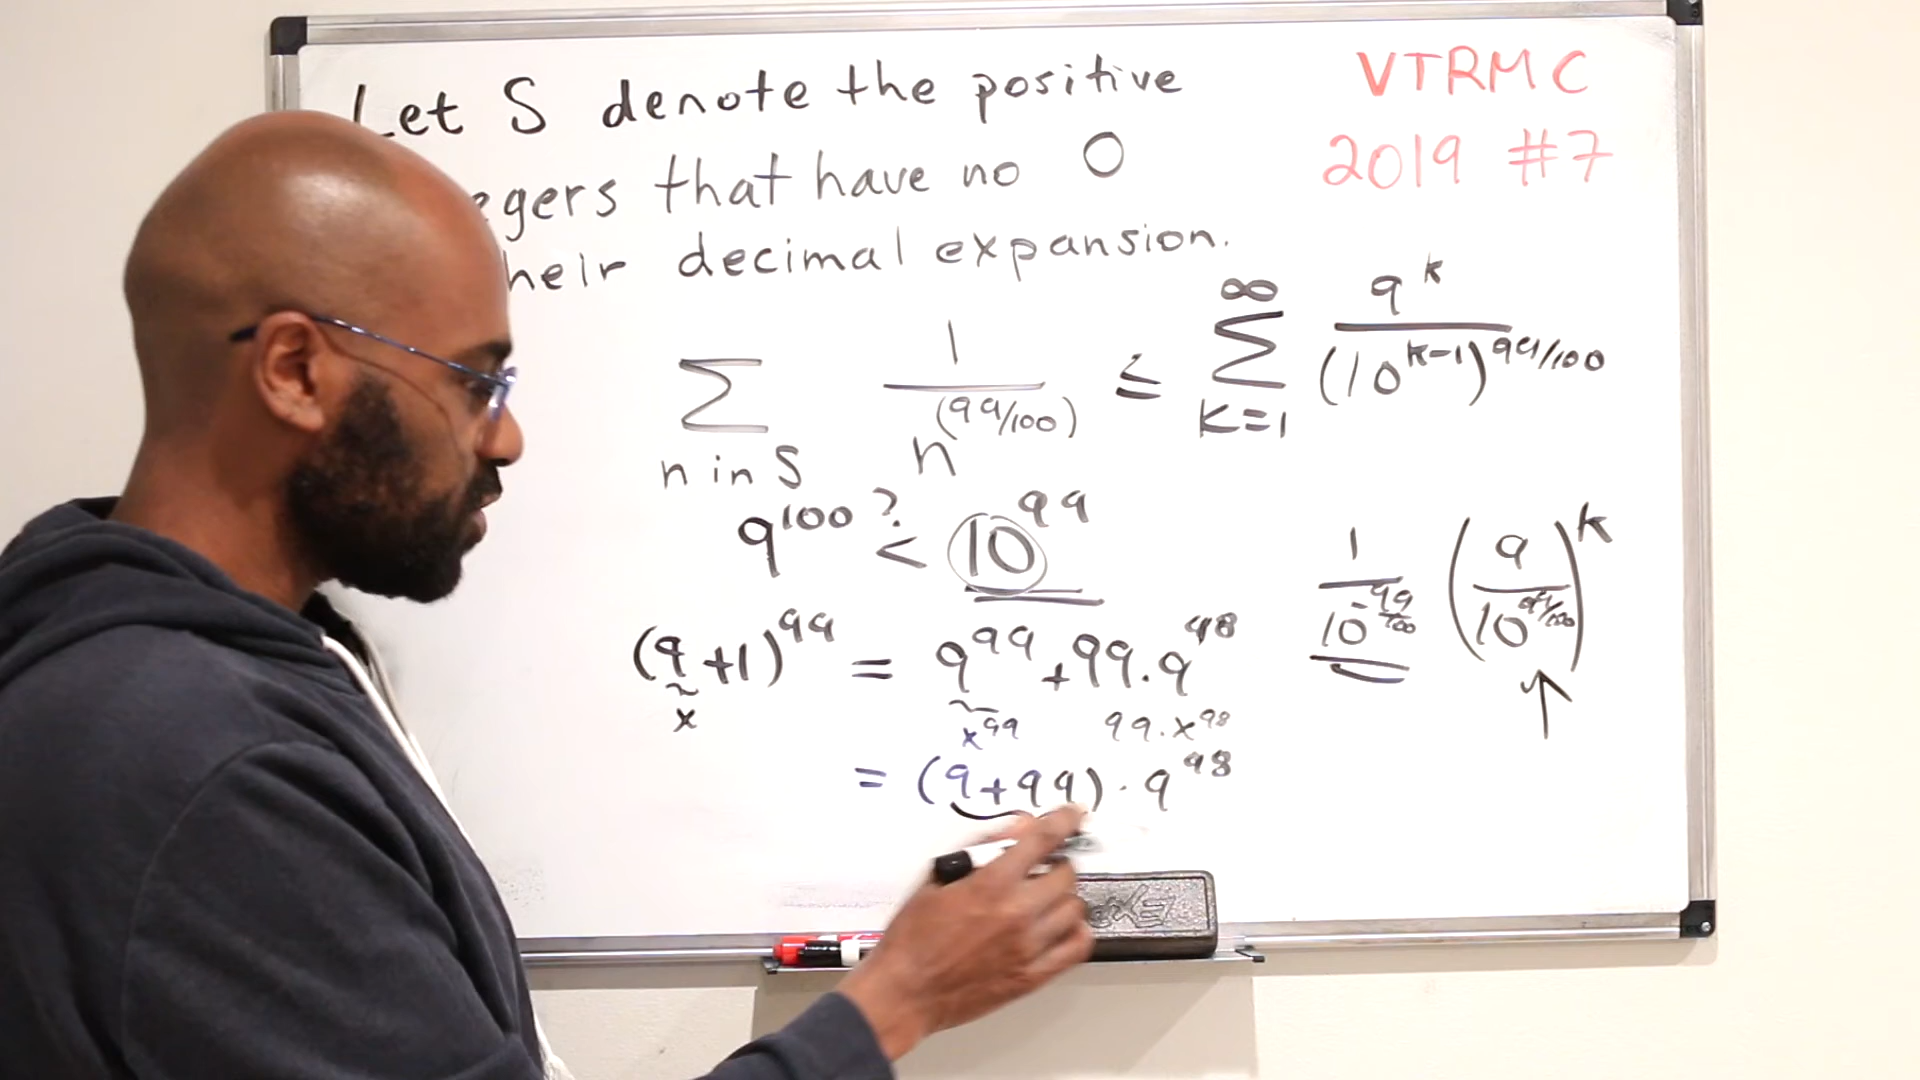 Let S denote the positive
egers that have no 0
heir decimal expansion.
VTRMC
2019 #7
∑ n in S 1/n^(99/100) ≤ ∑ k=1 ∞ 9^k/(10^(k-1))^99/100
9^100 ?< 10^99
1/10^-99/100 (9/10^99/100)^k
(9+1)^99 = 9^99 + 99.9^98
x x^99 99.x^98
= (9+99) · 9^98